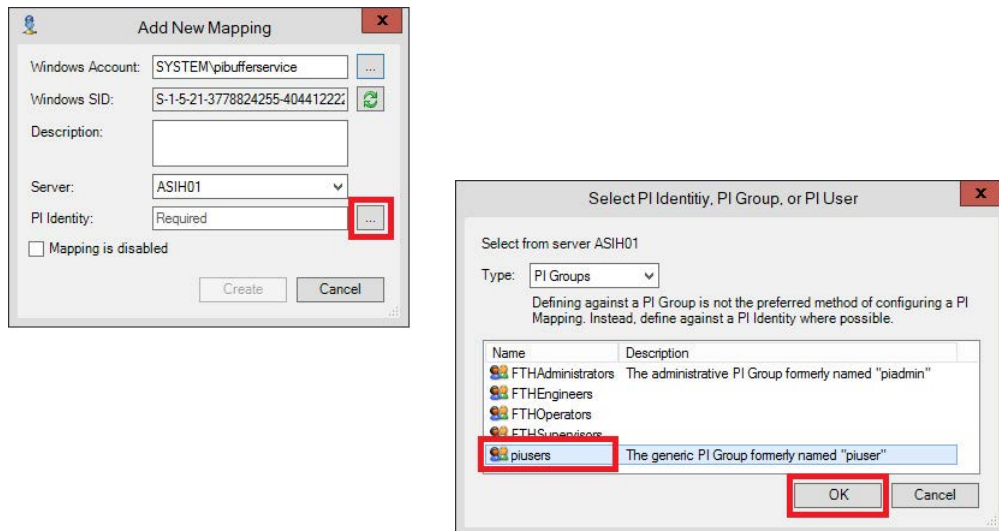 Add New Mapping
x
Windows Account: SYSTEM\pibufferservice ...
Windows SID: S-1-5-21-3778824255-404412222
Description:
Server: ASIH01
PI Identity: Required ...
Mapping is disabled
Create Cancel
Select PI Identitiy, PI Group, or PI User
x
Select from server ASIH01
Type: PI Groups
Defining against a PI Group is not the preferred method of configuring a PI
Mapping. Instead, define against a PI Identity where possible.
Name Description
FTHAdministrators The administrative PI Group formerly named "piadmin"
FTHEngineers
FTHOperators
FTHSupervisors
piusers The generic PI Group formerly named "piuser"
OK Cancel